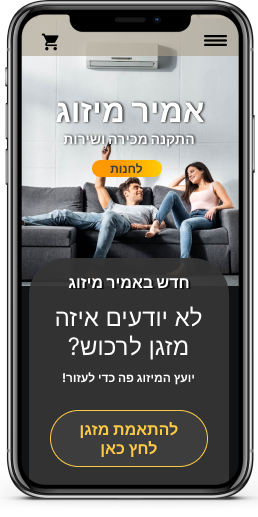 אמיר מיזוג
התקנה מכירה ושירות
לחנות
חדש באמיר מיזוג
לא יודעים איזה
מזגן לרכוש?
יועץ המיזוג פה כדי לעזור!
להתאמת מזגן
לחץ כאן